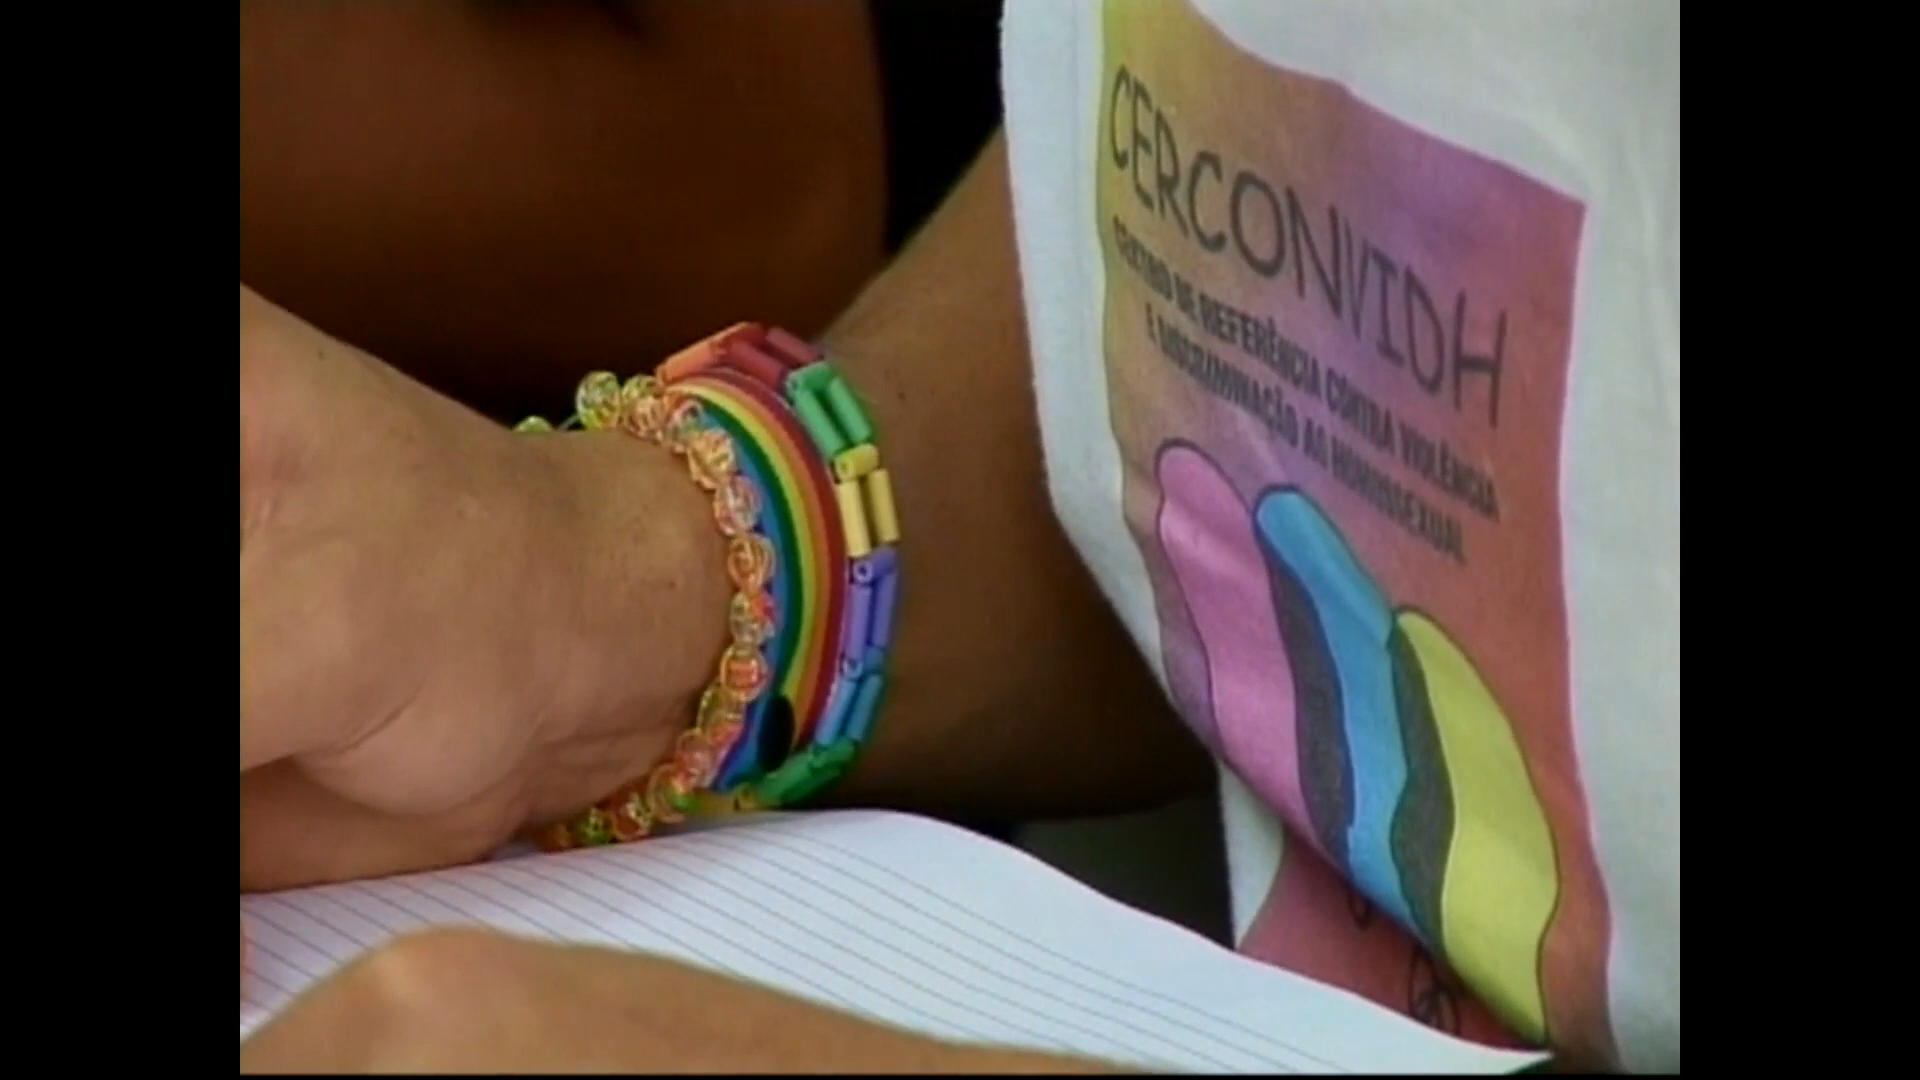 CERCONVIDH
CENTRO DE REFERÊNCIA CONTRA VIOLÊNCIA
E DISCRIMINAÇÃO AO HOMOSSEXUAL